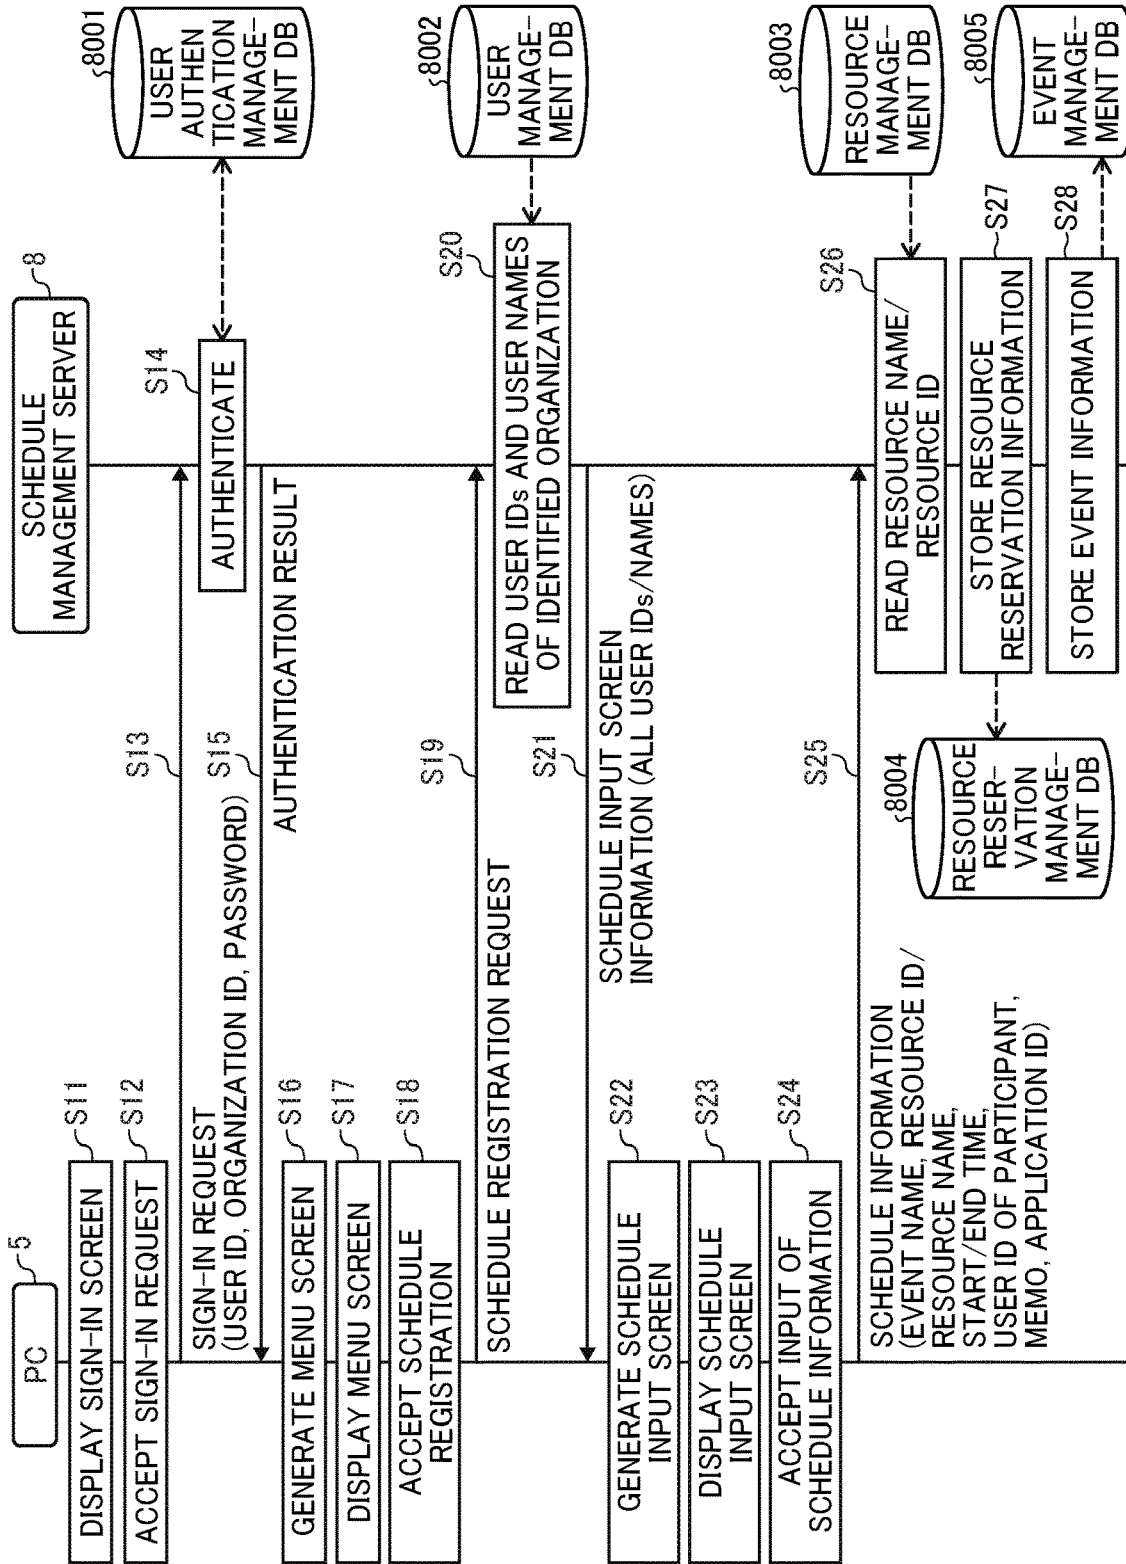 PC
5
SCHEDULE
MANAGEMENT SERVER
8
DISPLAY SIGN-IN SCREEN
S11
ACCEPT SIGN-IN REQUEST
S12
S13
SIGN-IN REQUEST
(USER ID, ORGANIZATION ID, PASSWORD)
AUTHENTICATE
S14
8001
USER
AUTHEN
TICATION
MANAGE-
MENT DB
S15
AUTHENTICATION RESULT
GENERATE MENU SCREEN
S16
DISPLAY MENU SCREEN
S17
ACCEPT SCHEDULE
REGISTRATION
S18
S19
SCHEDULE REGISTRATION REQUEST
READ USER IDs AND USER NAMES
OF IDENTIFIED ORGANIZATION
S20
8002
USER
MANAGE-
MENT DB
S21
SCHEDULE INPUT SCREEN
INFORMATION (ALL USER IDs/NAMES)
GENERATE SCHEDULE
INPUT SCREEN
S22
DISPLAY SCHEDULE
INPUT SCREEN
S23
ACCEPT INPUT OF
SCHEDULE INFORMATION
S24
S25
SCHEDULE INFORMATION
(EVENT NAME, RESOURCE ID/
RESOURCE NAME,
START/END TIME,
USER ID OF PARTICIPANT,
MEMO, APPLICATION ID)
READ RESOURCE NAME/
RESOURCE ID
S26
8003
RESOURCE
MANAGE-
MENT DB
STORE RESOURCE
RESERVATION INFORMATION
S27
8004
RESOURCE
RESER-
VATION
MANAGE-
MENT DB
STORE EVENT INFORMATION
S28
8005
EVENT
MANAGE-
MENT DB